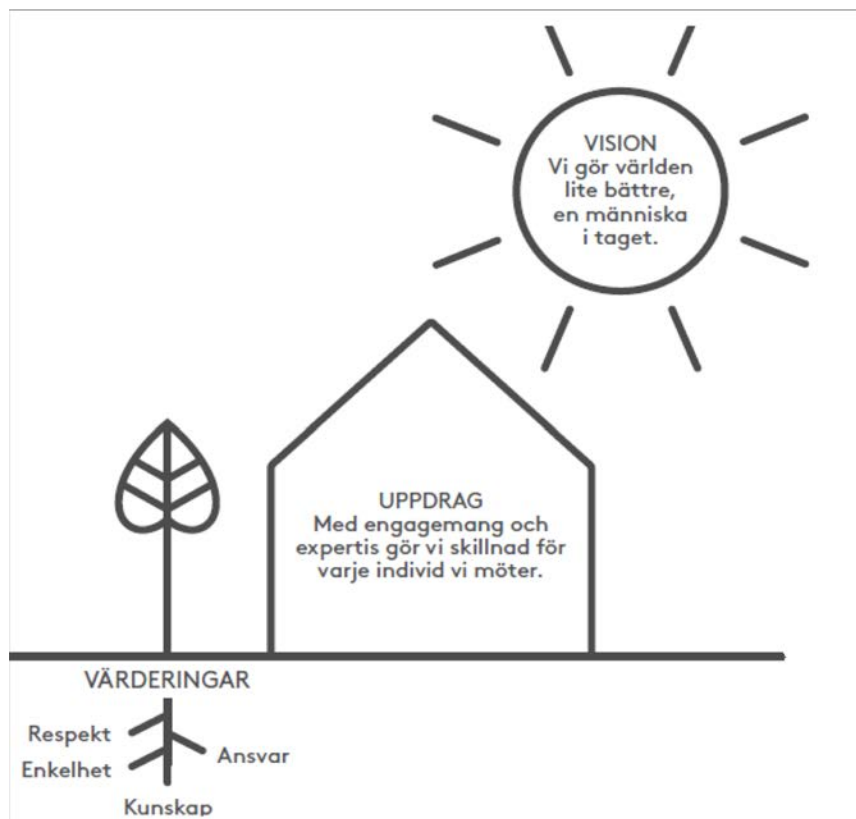 VISION
Vi gör världen
lite bättre,
en människa
i taget.
UPPDRAG
Med engagemang och
expertis gör vi skillnad för
varje individ vi möter.
VÄRDERINGAR
Respekt
Ansvar
Enkelhet
Kunskap